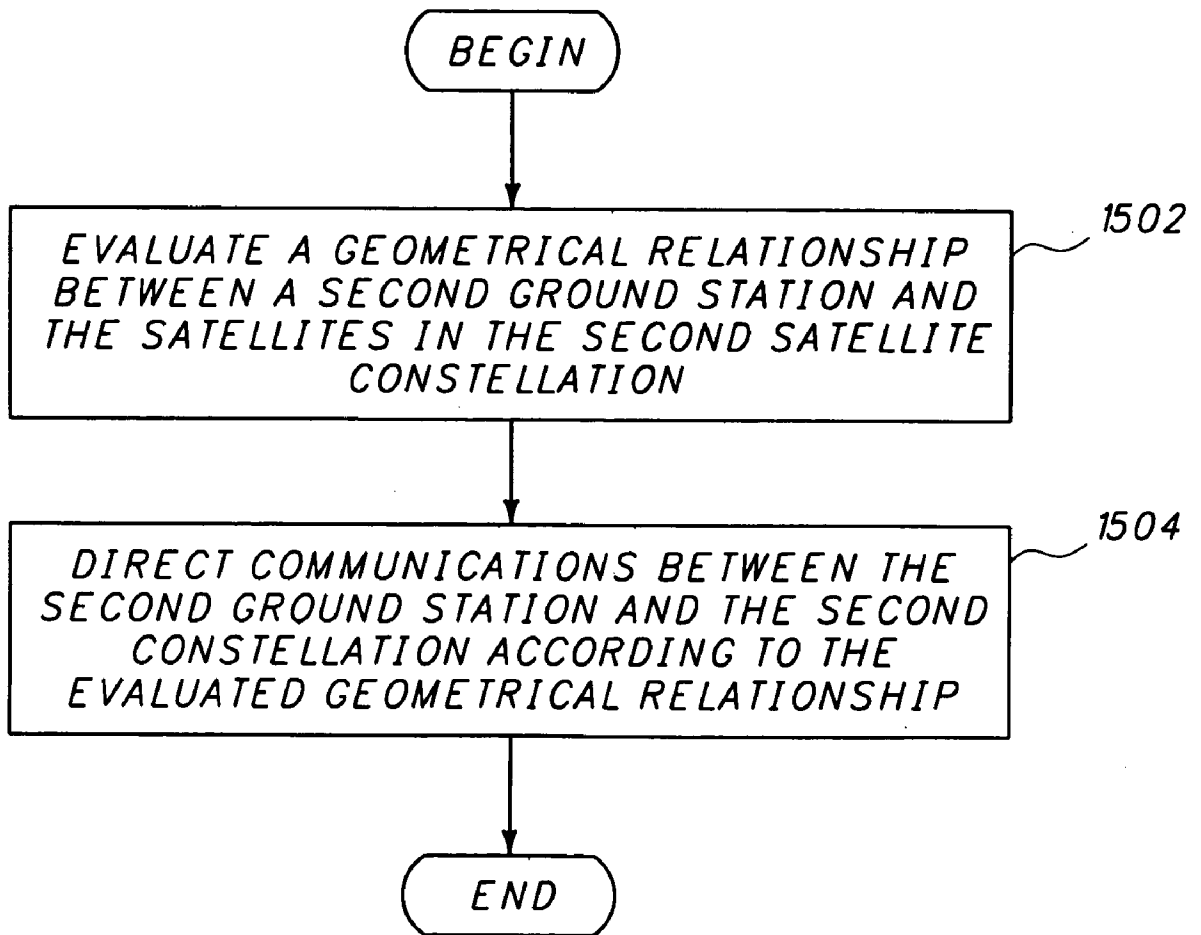 BEGIN
1502
EVALUATE A GEOMETRICAL RELATIONSHIP
BETWEEN A SECOND GROUND STATION AND
THE SATELLITES IN THE SECOND SATELLITE
CONSTELLATION
1504
DIRECT COMMUNICATIONS BETWEEN THE
SECOND GROUND STATION AND THE SECOND
CONSTELLATION ACCORDING TO THE
EVALUATED GEOMETRICAL RELATIONSHIP
END